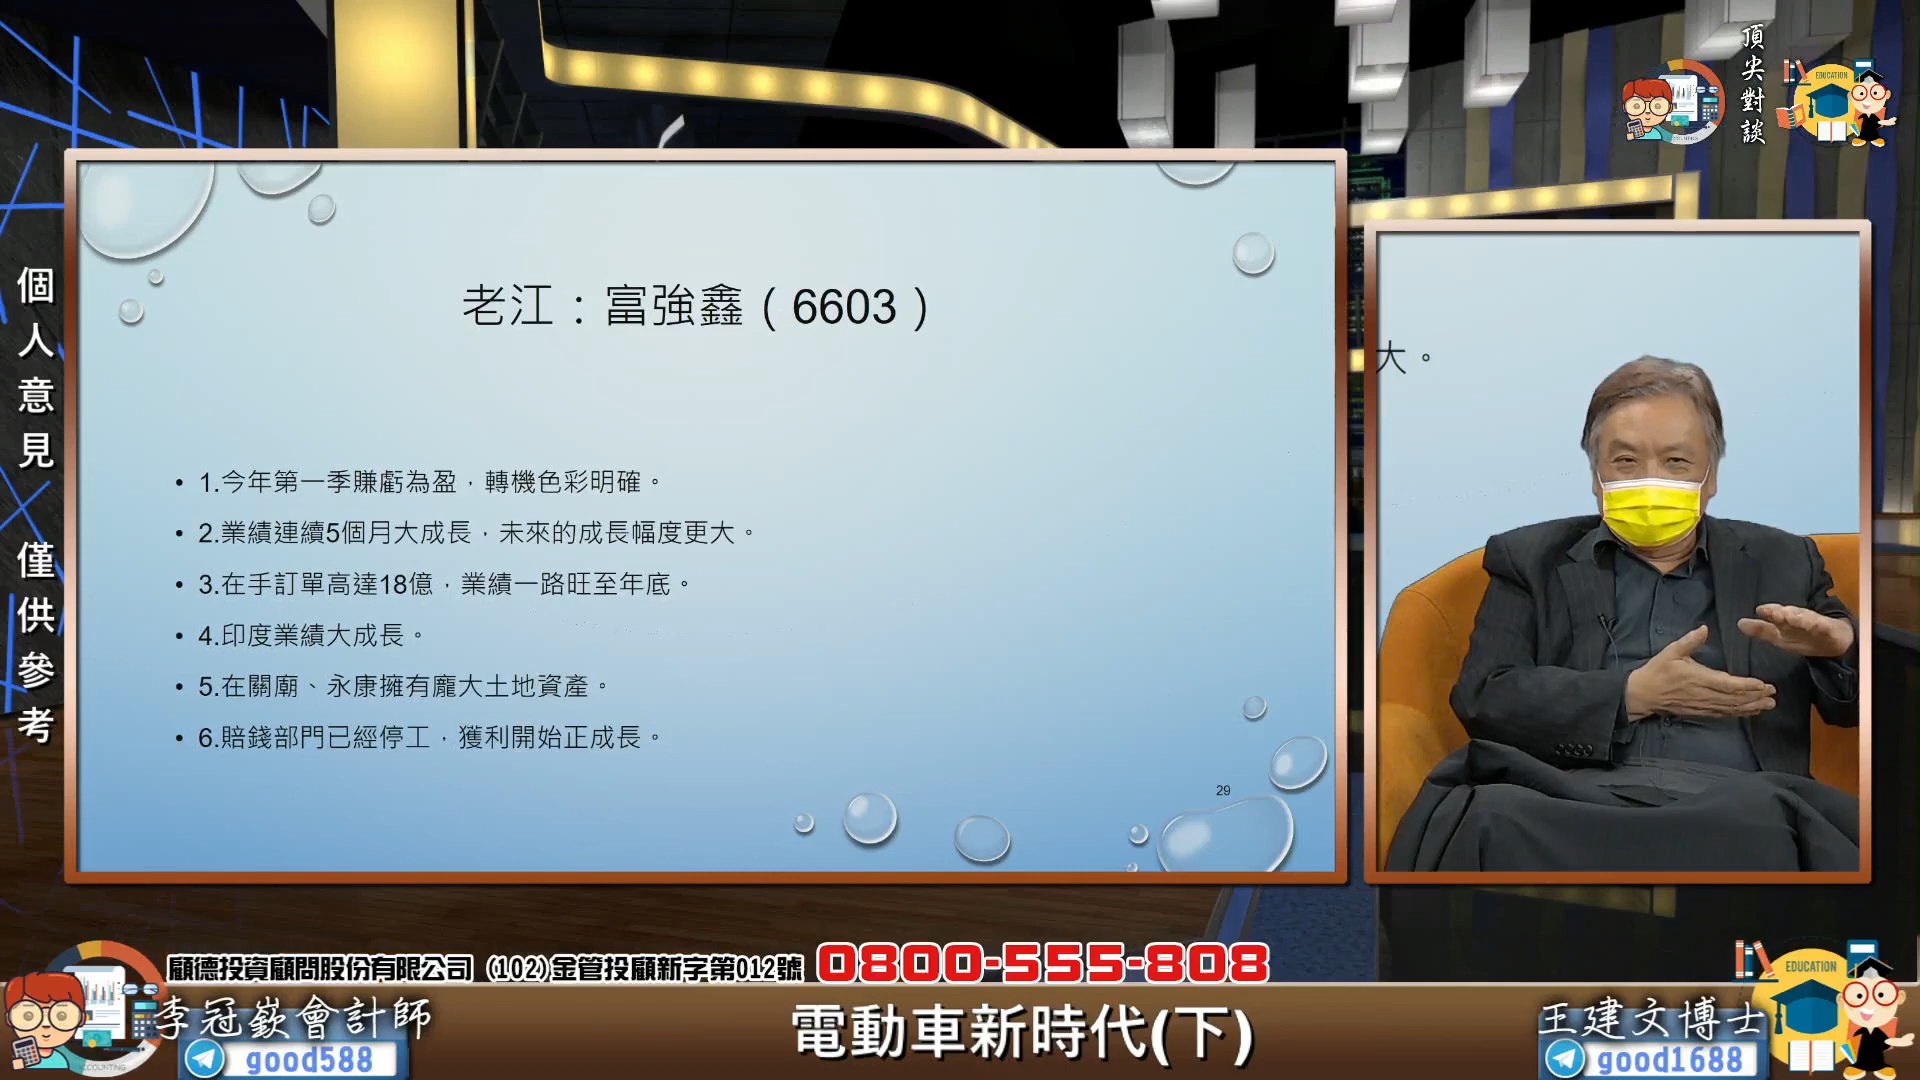 頂尖對談
EDUCATION
個人意見 僅供參考
老江：富強鑫（6603）
大。
• 1.今年第一季賺虧為盈，轉機色彩明確。
• 2.業績連續5個月大成長，未來的成長幅度更大。
• 3.在手訂單高達18億，業績一路旺至年底。
• 4.印度業績大成長。
• 5.在關廟、永康擁有龐大土地資產。
• 6.賠錢部門已經停工，獲利開始正成長。
29
顧德投資顧問股份有限公司 (102)金管投顧新字第012號 0800-555-808
李冠嶔會計師
good588
ACCOUNTING
電動車新時代(下)
王建文博士
good1688
EDUCATION